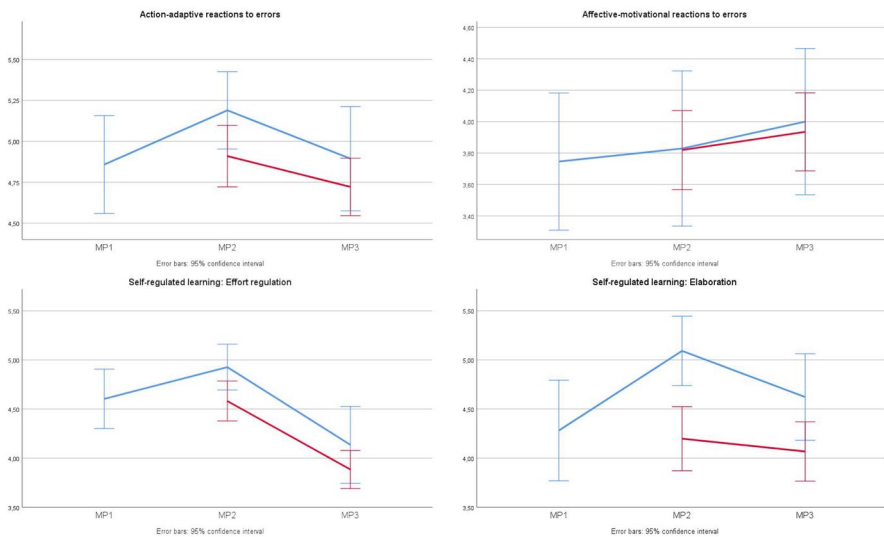 Action-adaptive reactions to errors
5,50
5,25
5,00
4,75
4,50
MP1 MP2 MP3
Error bars: 95% confidence interval
Affective-motivational reactions to errors
4,60
4,40
4,20
4,00
3,80
3,60
3,40
MP1 MP2 MP3
Error bars: 95% confidence interval
Self-regulated learning: Effort regulation
5,50
5,00
4,50
4,00
3,50
MP1 MP2 MP3
Error bars: 95% confidence interval
Self-regulated learning: Elaboration
5,50
5,00
4,50
4,00
3,50
MP1 MP2 MP3
Error bars: 95% confidence interval